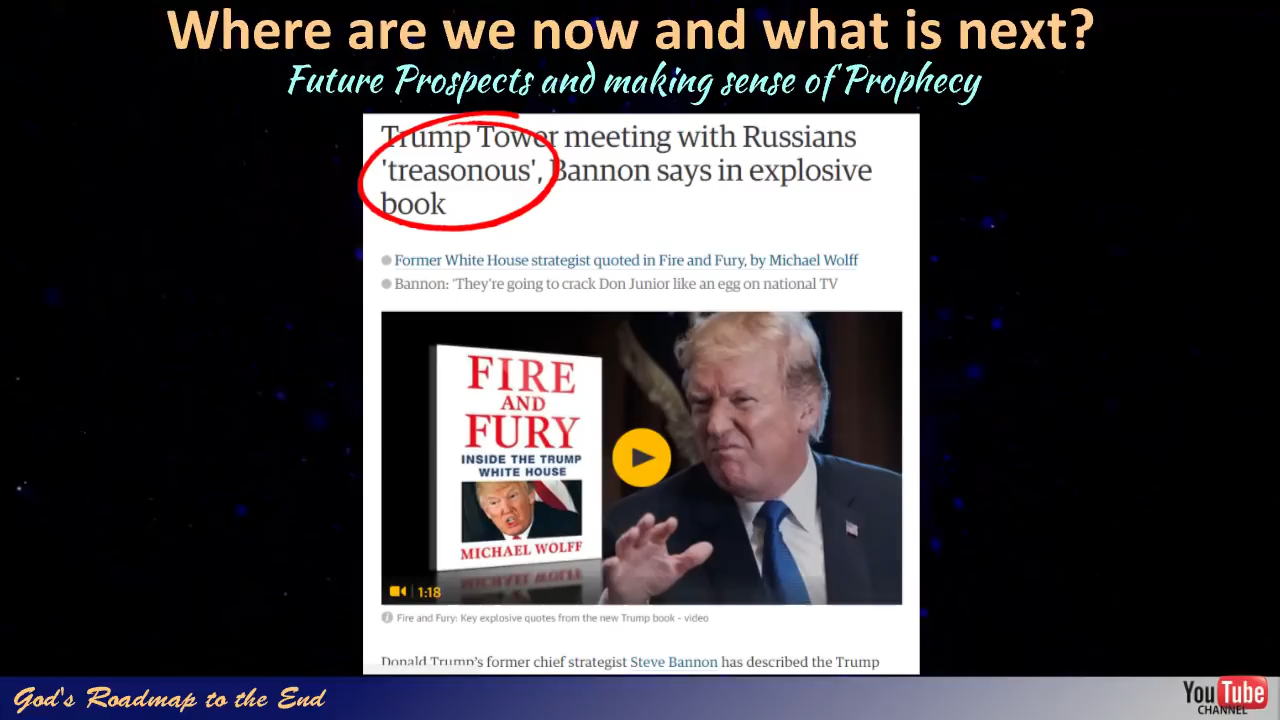 Where are we now and what is next?
Future Prospects and making sense of Prophecy
Trump Tower meeting with Russians
'treasonous', Bannon says in explosive
book
Former White House strategist quoted in Fire and Fury, by Michael Wolff
Bannon: 'They're going to crack Don Junior like an egg on national TV
FIRE
AND
FURY
INSIDE THE TRUMP
WHITE HOUSE
MICHAEL WOLFF
1:18
Fire and Fury: Key explosive quotes from the new Trump book - video
Donald Trump's former chief strategist Steve Bannon has described the Trump
God's Roadmap to the End
YouTube
CHANNEL